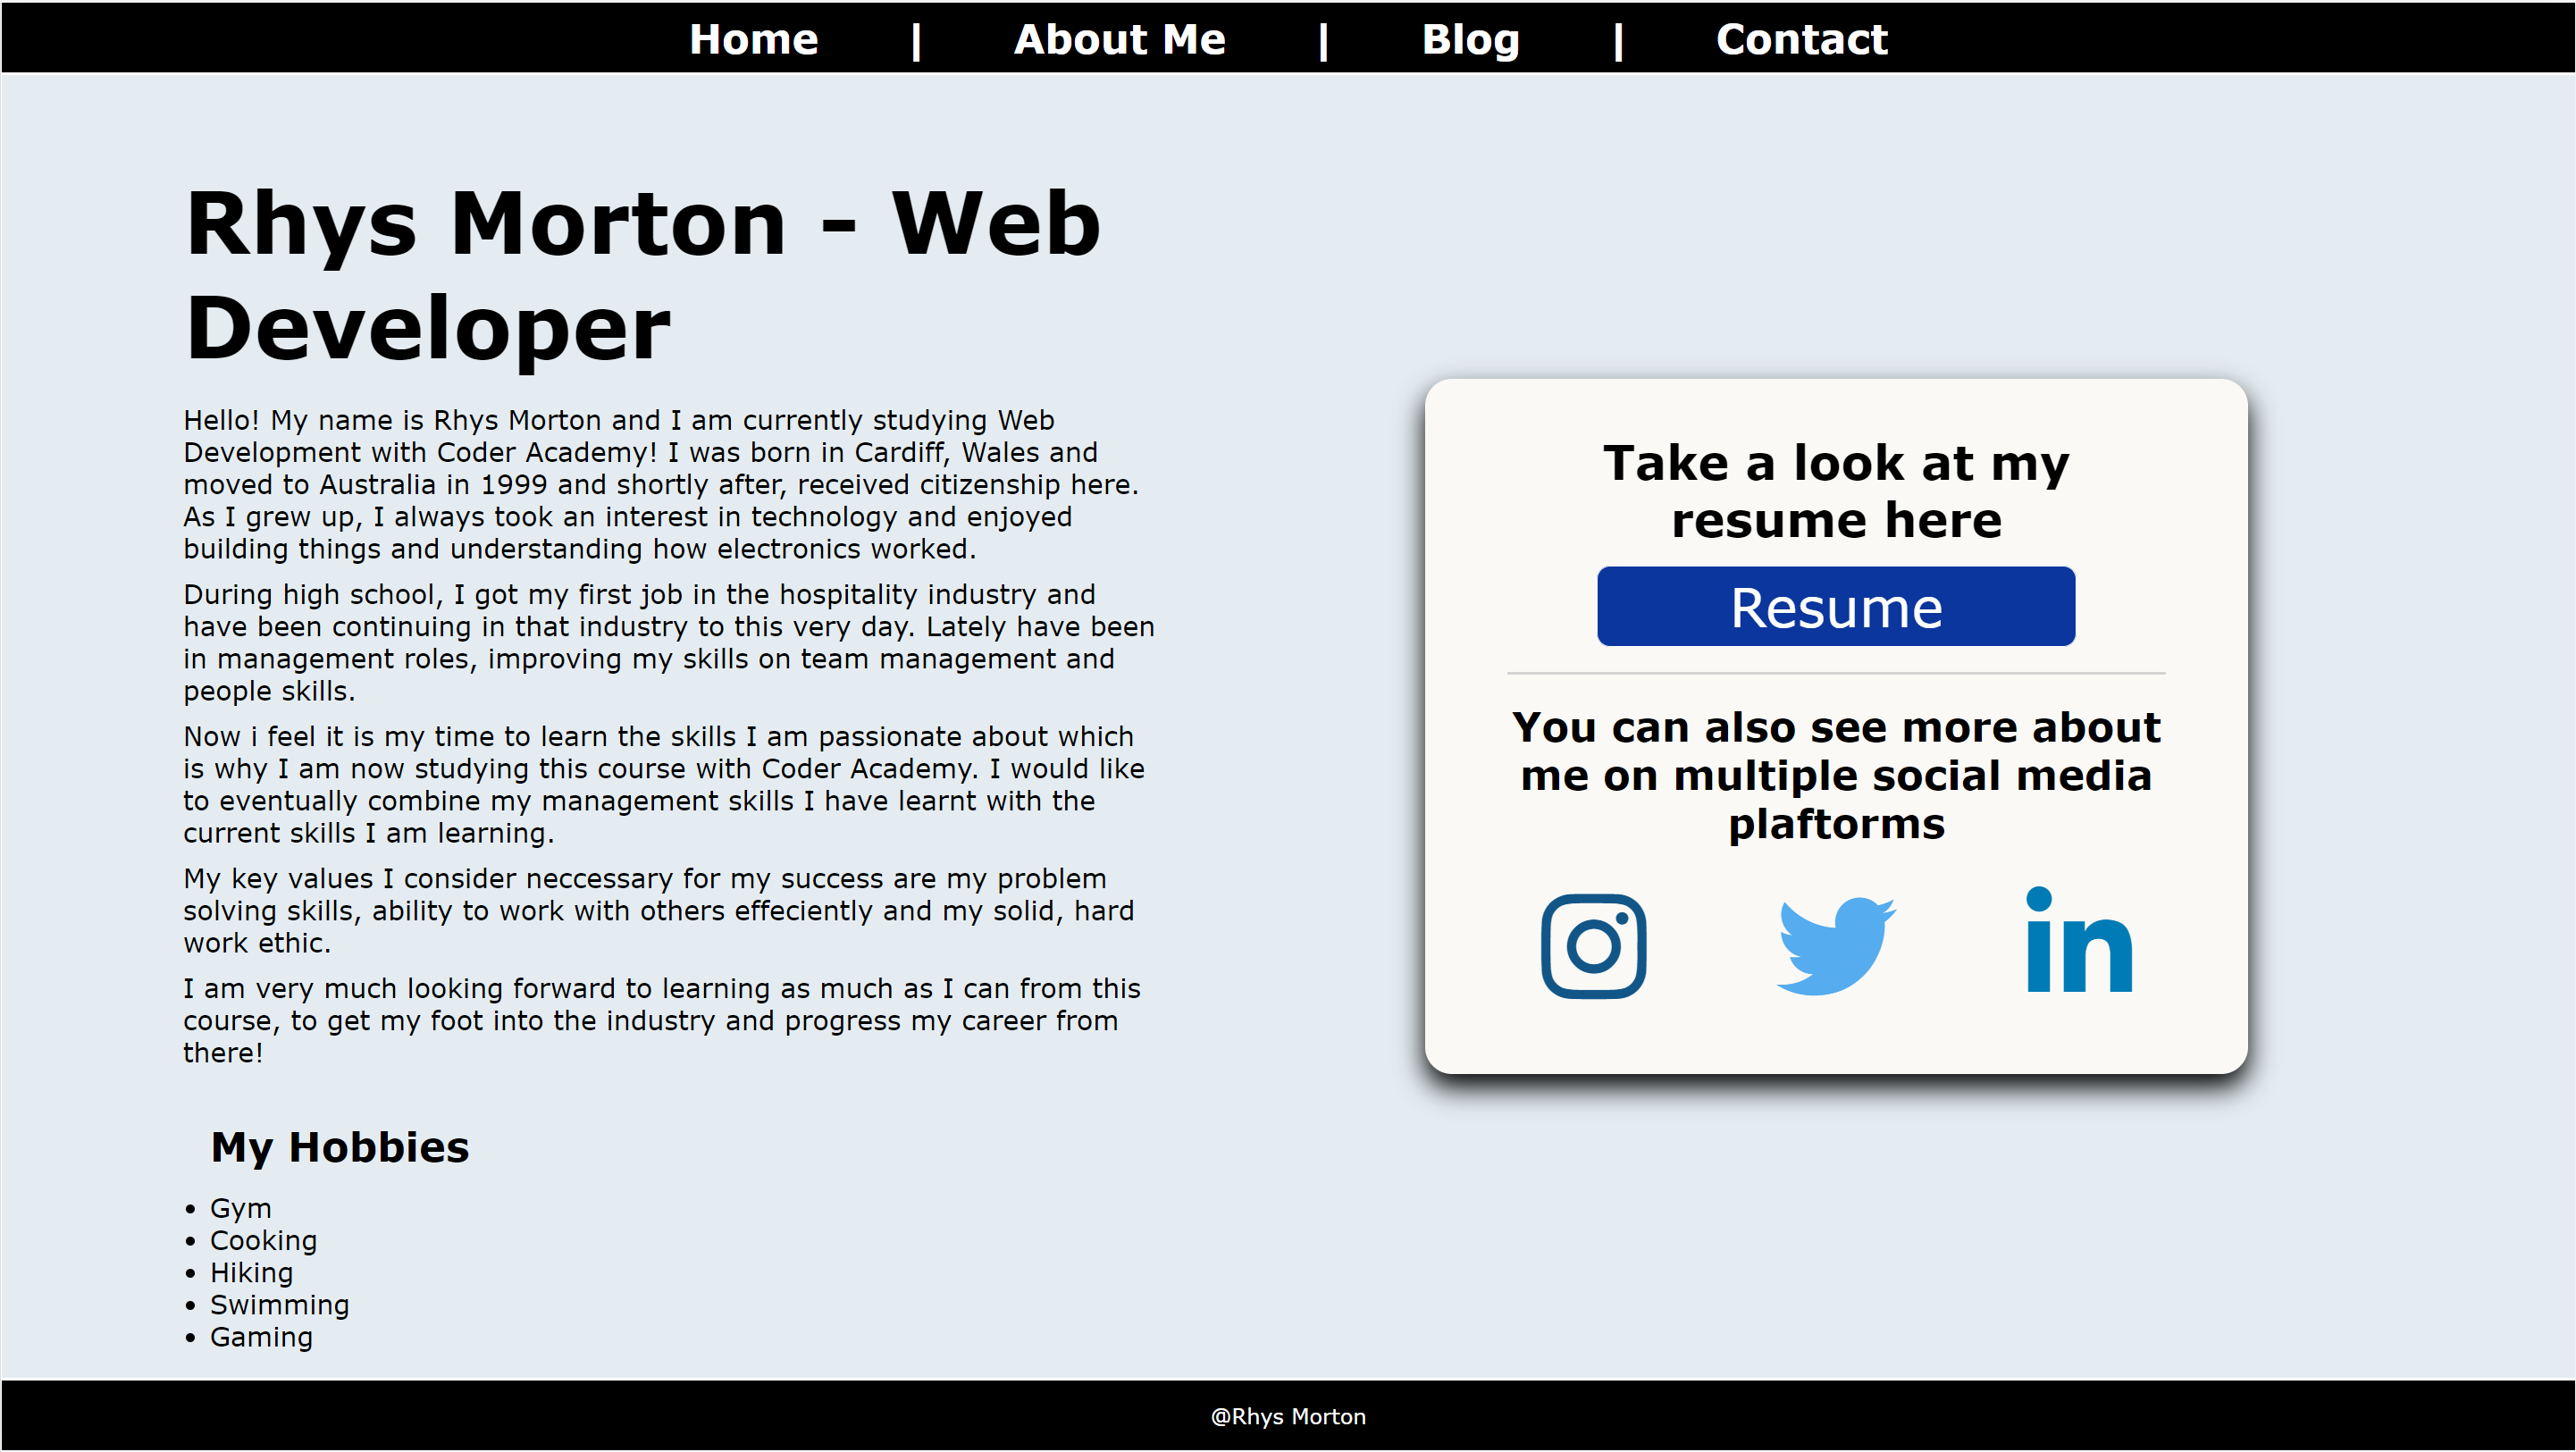 Home | About Me | Blog | Contact
Rhys Morton - Web
Developer
Hello! My name is Rhys Morton and I am currently studying Web
Development with Coder Academy! I was born in Cardiff, Wales and
moved to Australia in 1999 and shortly after, received citizenship here.
As I grew up, I always took an interest in technology and enjoyed
building things and understanding how electronics worked.
During high school, I got my first job in the hospitality industry and
have been continuing in that industry to this very day. Lately have been
in management roles, improving my skills on team management and
people skills.
Now i feel it is my time to learn the skills I am passionate about which
is why I am now studying this course with Coder Academy. I would like
to eventually combine my management skills I have learnt with the
current skills I am learning.
My key values I consider neccessary for my success are my problem
solving skills, ability to work with others effeciently and my solid, hard
work ethic.
I am very much looking forward to learning as much as I can from this
course, to get my foot into the industry and progress my career from
there!
My Hobbies
• Gym
• Cooking
• Hiking
• Swimming
• Gaming
Take a look at my
resume here
Resume
You can also see more about
me on multiple social media
plaftorms
in
@Rhys Morton